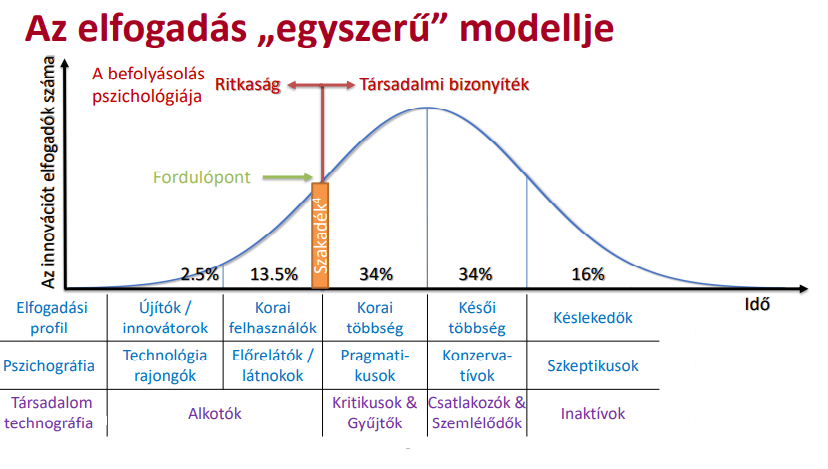 Az elfogadás „egyszerű” modellje
Az innovációt elfogadók száma
A befolyásolás
pszichológiája
Ritkaság
Társadalmi bizonyíték
Fordulópont
Szakadék4
2.5%
13.5%
34%
34%
16%
Idő
Elfogadási
profil
Újítók /
innovátorok
Korai
felhasználók
Korai
többség
Késői
többség
Késlekedők
Pszichográfia
Technológia
rajongók
Előrelátók /
látnokok
Pragmati-
kusok
Konzerva-
tívok
Szkeptikusok
Társadalom
technográfia
Alkotók
Kritikusok &
Gyűjtők
Csatlakozók &
Szemlélődők
Inaktívok